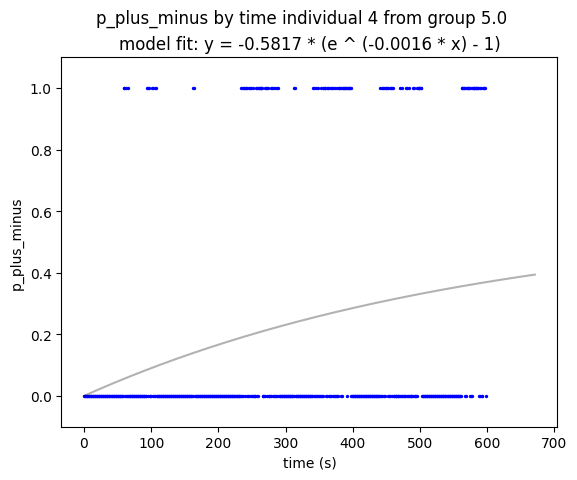 p_plus_minus by time individual 4 from group 5.0
model fit: y = -0.5817 * (e ^ (-0.0016 * x) - 1)
1.0
0.8
0.6
0.4
0.2
0.0
p_plus_minus
0 100 200 300 400 500 600 700
time (s)